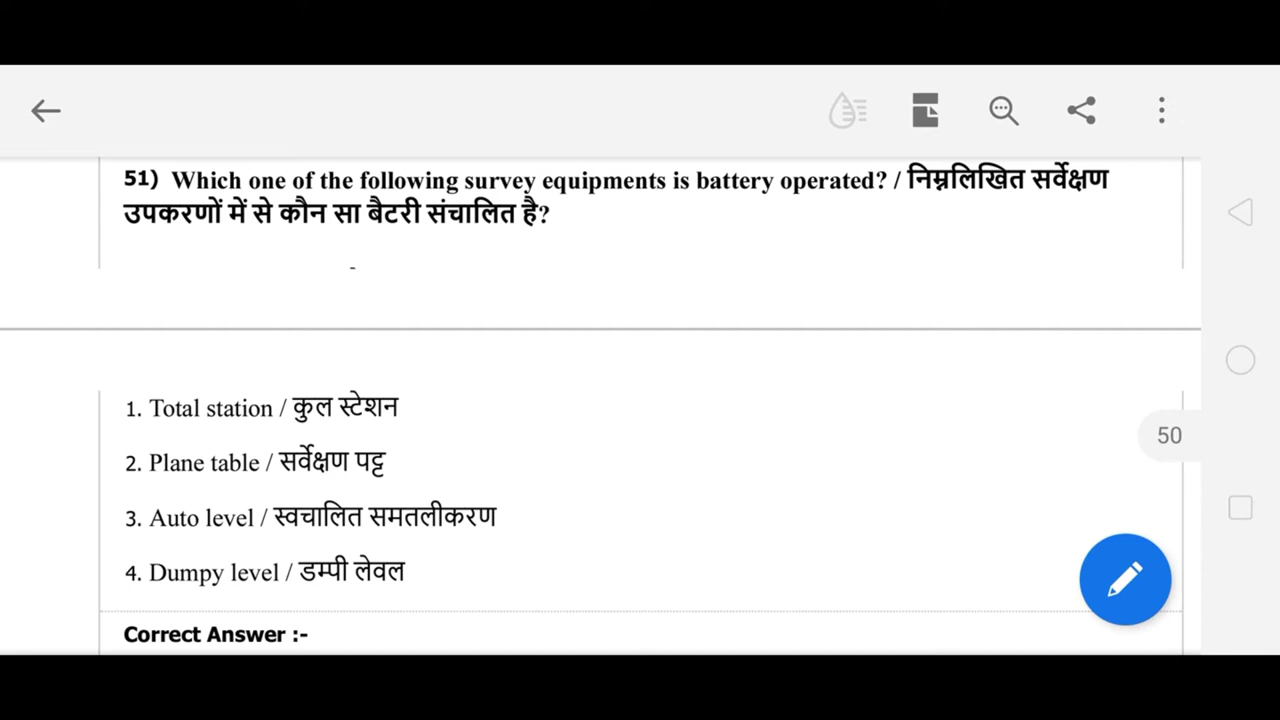 51) Which one of the following survey equipments is battery operated? / निम्नलिखित सर्वेक्षण
उपकरणों में से कौन सा बैटरी संचालित है?
1. Total station / कुल स्टेशन
2. Plane table / सर्वेक्षण पट्ट
50
3. Auto level / स्वचालित समतलीकरण
4. Dumpy level / डम्पी लेवल
Correct Answer :-